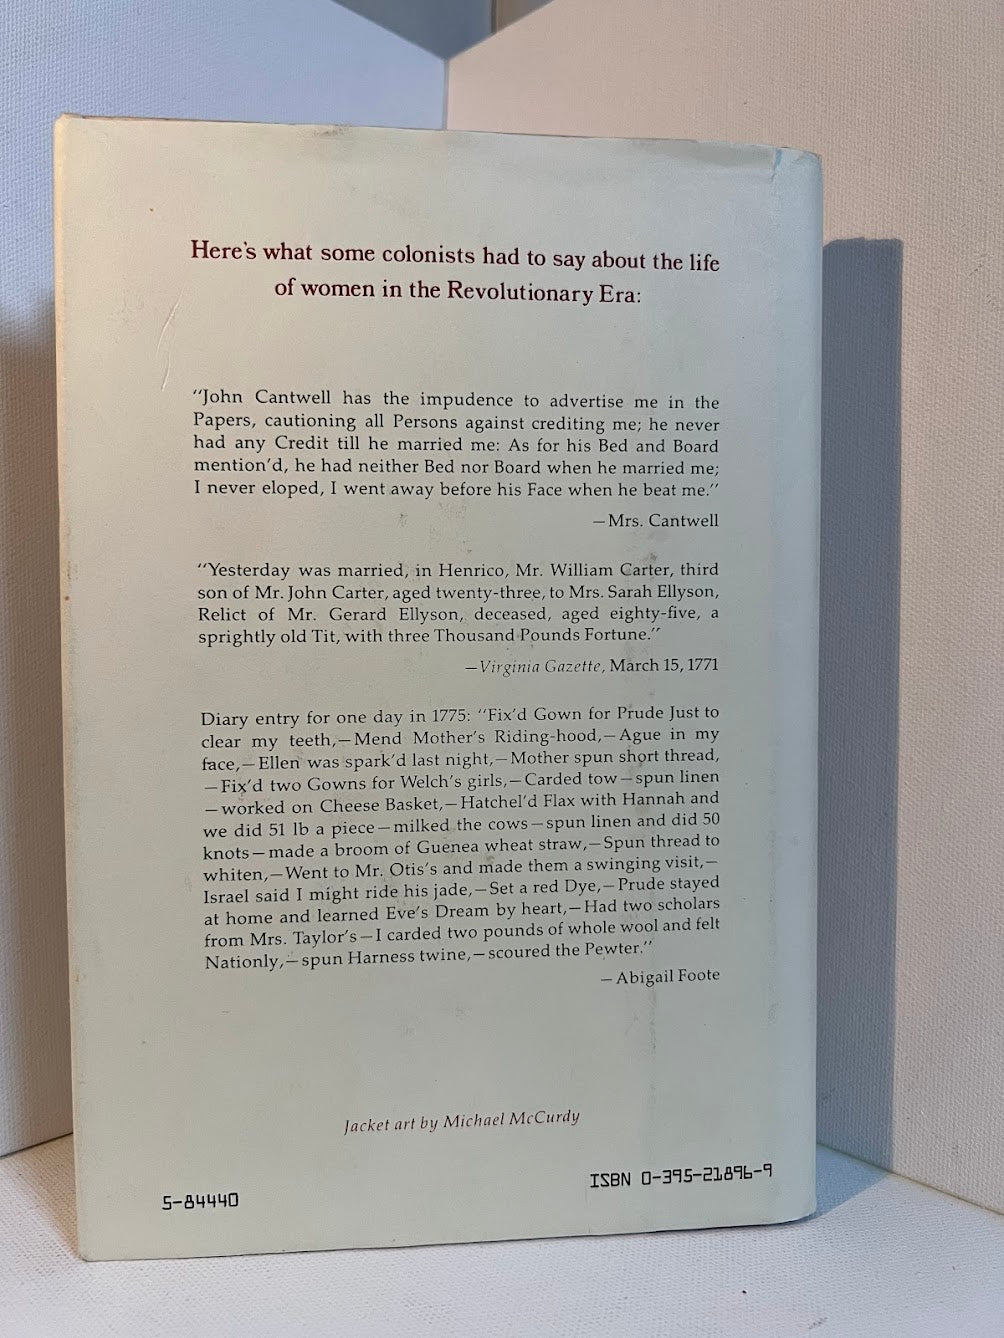 Here's what some colonists had to say about the life
of women in the Revolutionary Era:
“John Cantwell has the impudence to advertise me in the
Papers, cautioning all Persons against crediting me; he never
had any Credit till he married me: As for his Bed and Board
mention'd, he had neither Bed nor Board when he married me;
I never eloped, I went away before his Face when he beat me.”
—Mrs. Cantwell
“Yesterday was married, in Henrico, Mr. William Carter, third
son of Mr. John Carter, aged twenty-three, to Mrs. Sarah Ellyson,
Relict of Mr. Gerard Ellyson, deceased, aged eighty-five, a
sprightly old Tit, with three Thousand Pounds Fortune.”
—Virginia Gazette, March 15, 1771
Diary entry for one day in 1775: “Fix'd Gown for Prude Just to
clear my teeth,—Mend Mother's Riding-hood,—Ague in my
face,—Ellen was spark'd last night,—Mother spun short thread,
—Fix'd two Gowns for Welch's girls,—Carded tow—spun linen
—worked on Cheese Basket,—Hatchel'd Flax with Hannah and
we did 51 lb a piece—milked the cows—spun linen and did 50
knots—made a broom of Guenea wheat straw,—Spun thread to
whiten,—Went to Mr. Otis's and made them a swinging visit,—
Israel said I might ride his jade,—Set a red Dye,—Prude stayed
at home and learned Eve's Dream by heart,—Had two scholars
from Mrs. Taylor's—I carded two pounds of whole wool and felt
Nationly,—spun Harness twine,—scoured the Pewter.”
—Abigail Foote
Jacket art by Michael McCurdy
ISBN 0-395-21896-9
5-84440